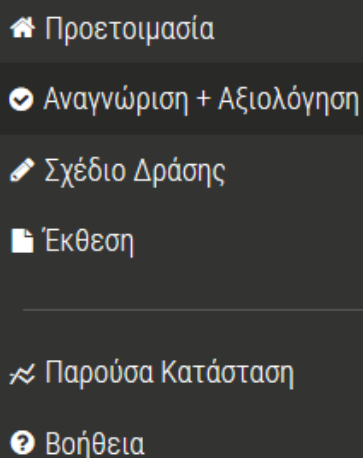 Προετοιμασία
Αναγνώριση + Αξιολόγηση
Σχέδιο Δράσης
Έκθεση
Παρούσα Κατάσταση
Βοήθεια